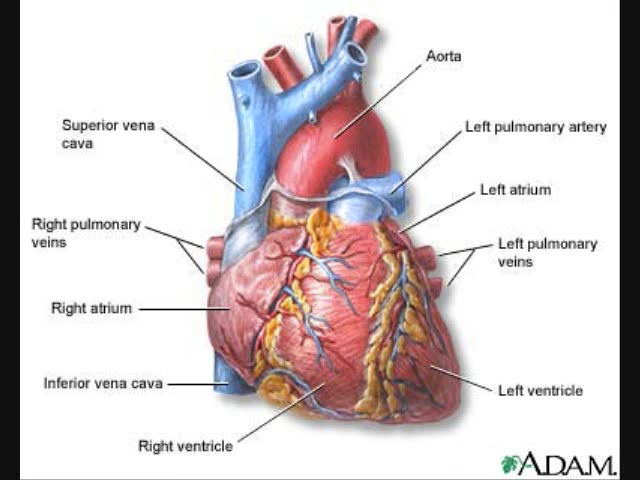 Aorta
Superior vena
cava
Left pulmonary artery
Left atrium
Right pulmonary
veins
Left pulmonary
veins
Right atrium
Inferior vena cava
Left ventricle
Right ventricle
A.D.A.M.